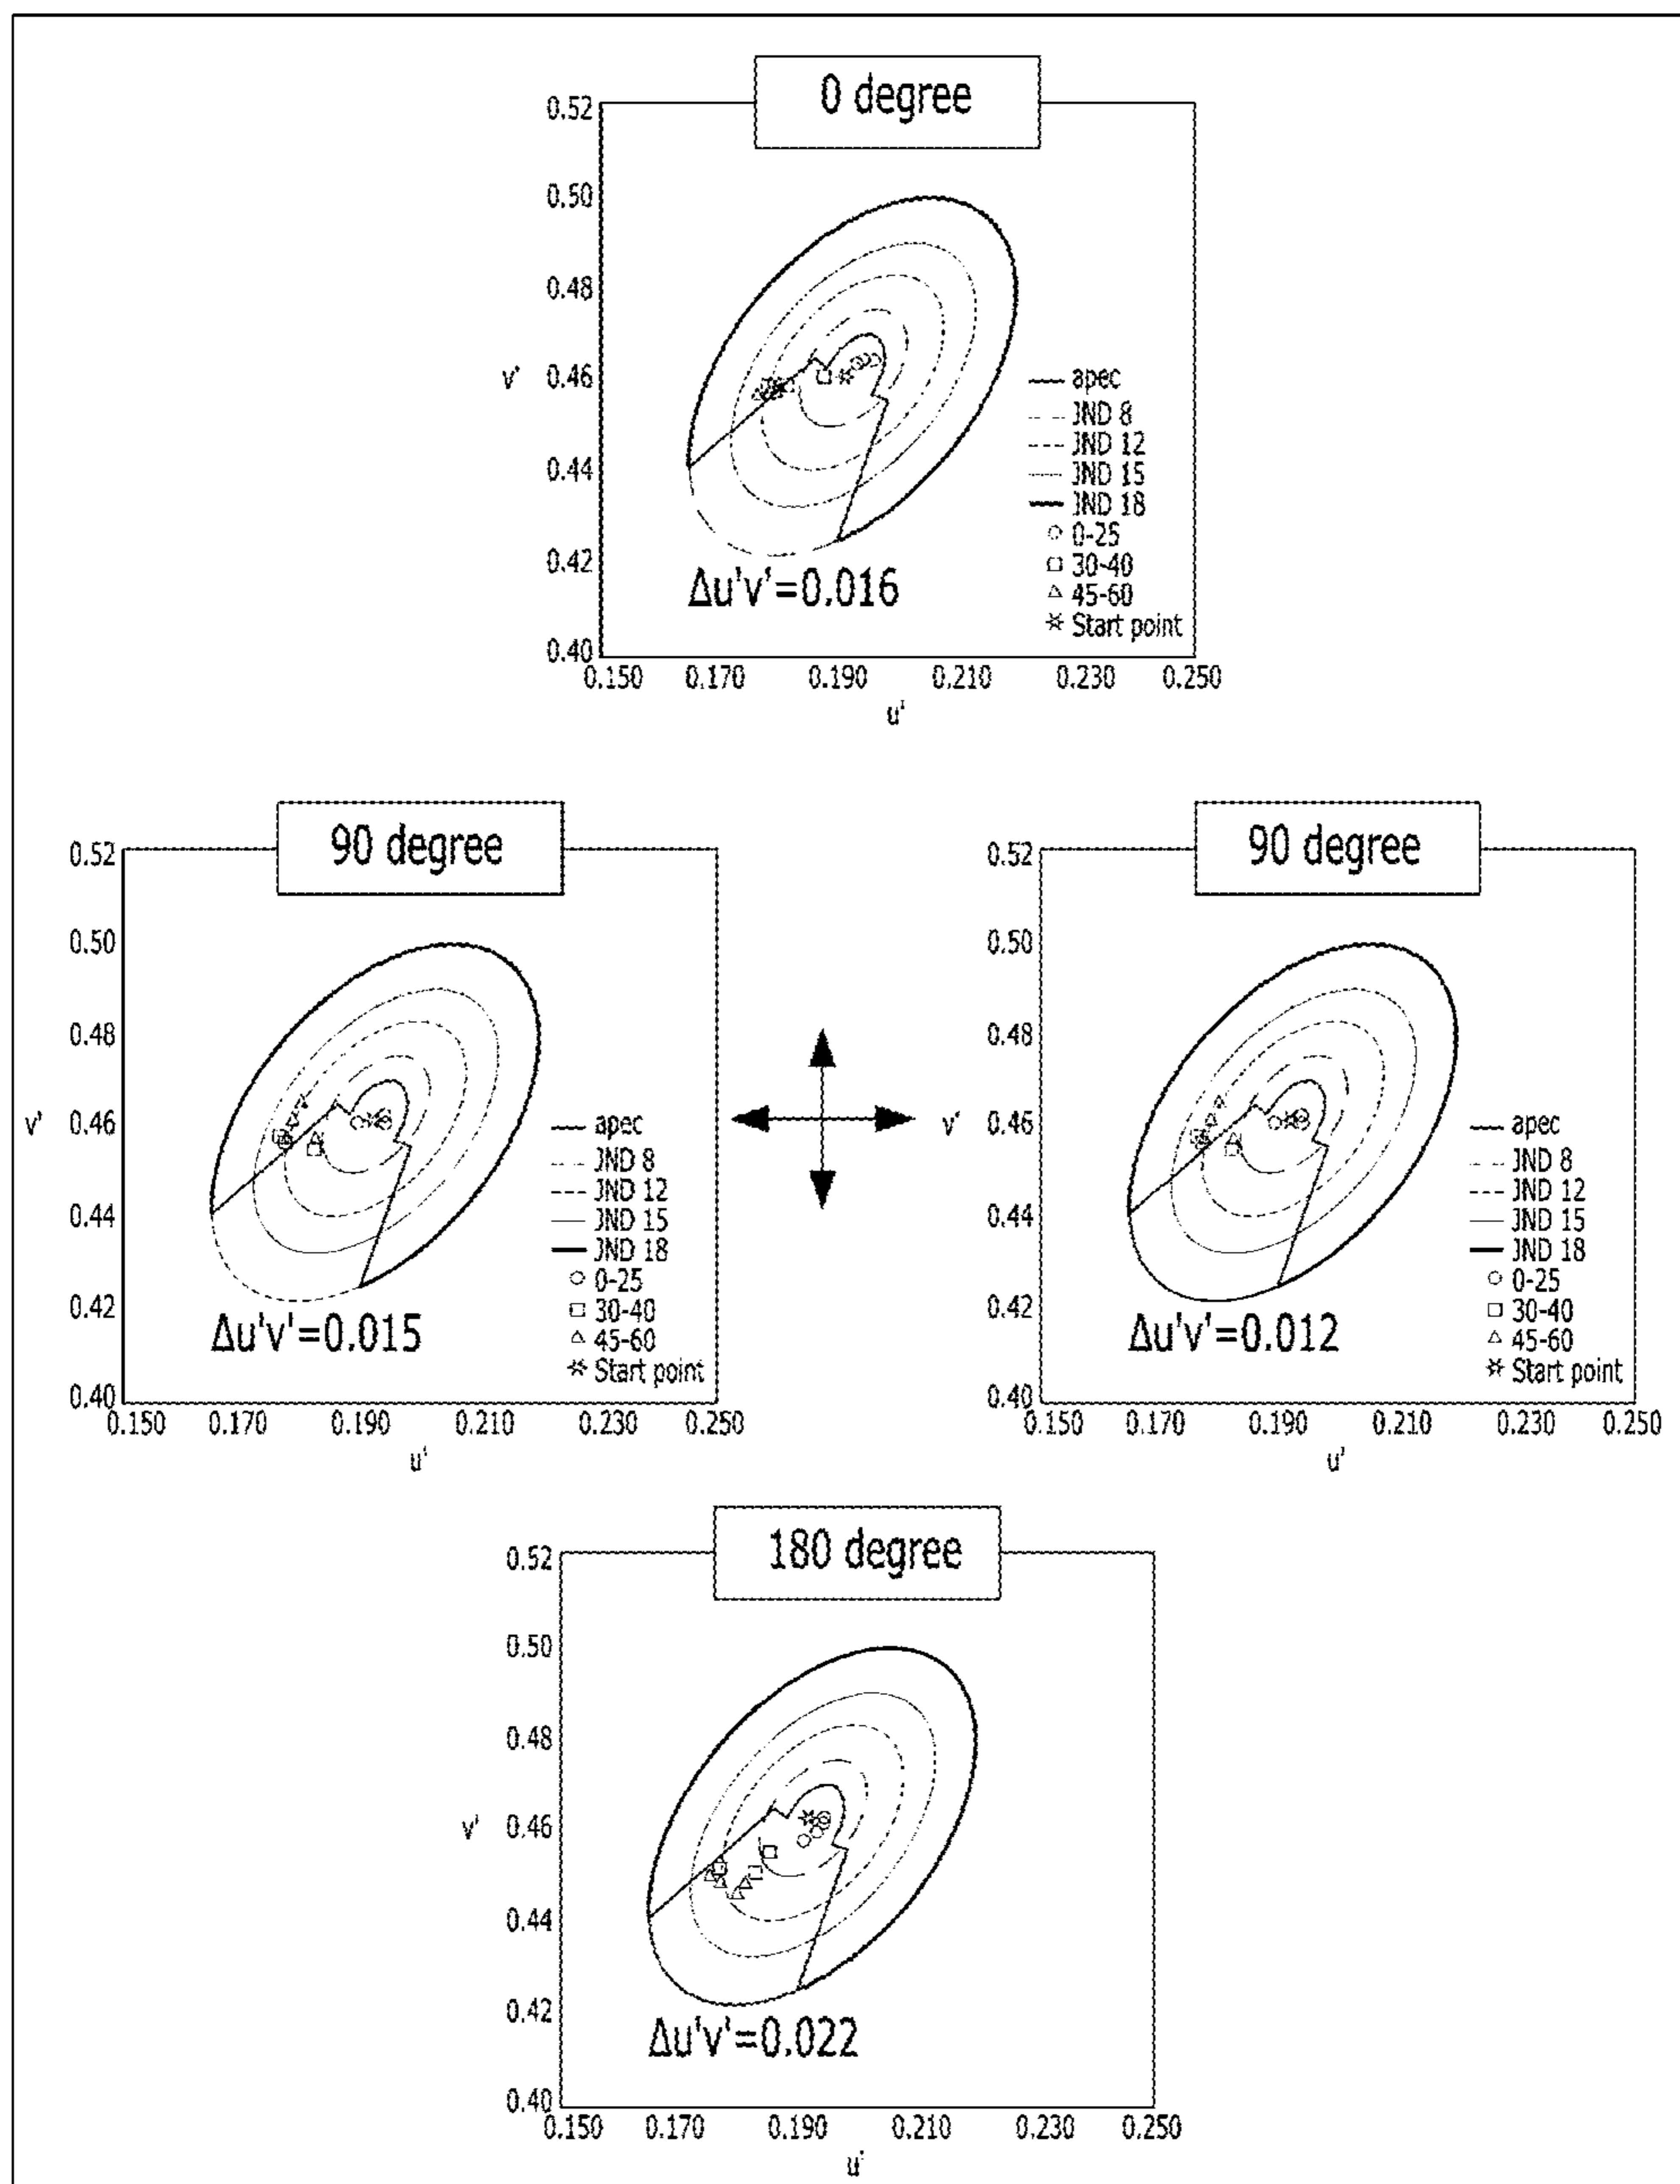 0 degree
0.52
0.50
0.48
0.46
0.44
0.42
0.40
v'
apec
JND 8
JND 12
JND 15
JND 18
0-25
30-40
45-60
Start point
Δu'v'=0.016
0.150 0.170 0.190 0.210 0.230 0.250
u'
90 degree
0.52
0.50
0.48
0.46
0.44
0.42
0.40
v'
apec
JND 8
JND 12
JND 15
JND 18
0-25
30-40
45-60
Start point
Δu'v'=0.015
0.150 0.170 0.190 0.210 0.230 0.250
u'
90 degree
0.52
0.50
0.48
0.46
0.44
0.42
0.40
v'
apec
JND 8
JND 12
JND 15
JND 18
0-25
30-40
45-60
Start point
Δu'v'=0.012
0.150 0.170 0.190 0.210 0.230 0.250
u'
180 degree
0.52
0.50
0.48
0.46
0.44
0.42
0.40
v'
Δu'v'=0.022
0.150 0.170 0.190 0.210 0.230 0.250
u'